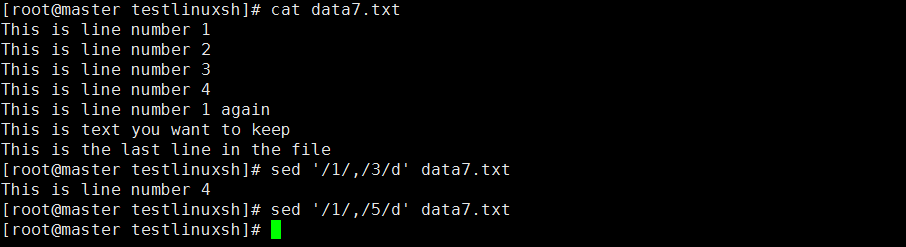 [root@master testlinuxsh]# cat data7.txt
This is line number 1
This is line number 2
This is line number 3
This is line number 4
This is line number 1 again
This is text you want to keep
This is the last line in the file
[root@master testlinuxsh]# sed '/1/,/3/d' data7.txt
This is line number 4
[root@master testlinuxsh]# sed '/1/,/5/d' data7.txt
[root@master testlinuxsh]#